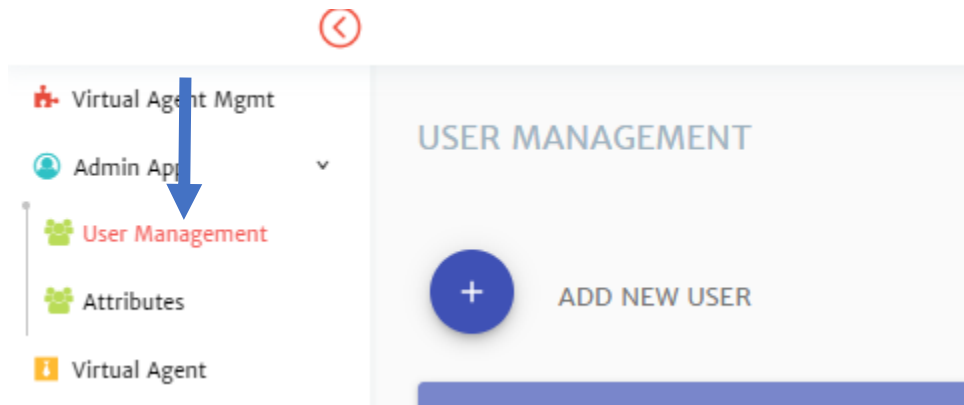 Virtual Agent Mgmt
Admin App
User Management
Attributes
Virtual Agent
USER MANAGEMENT
+
ADD NEW USER